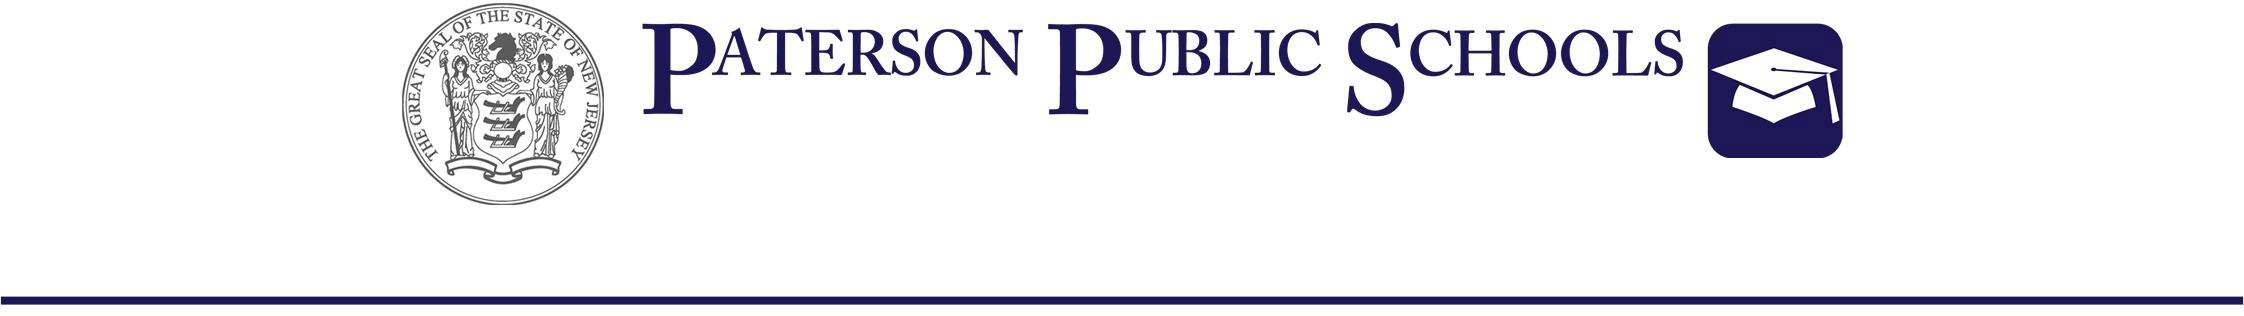 THE GREAT SEAL OF THE STATE OF NEW JERSEY
PATERSON PUBLIC SCHOOLS